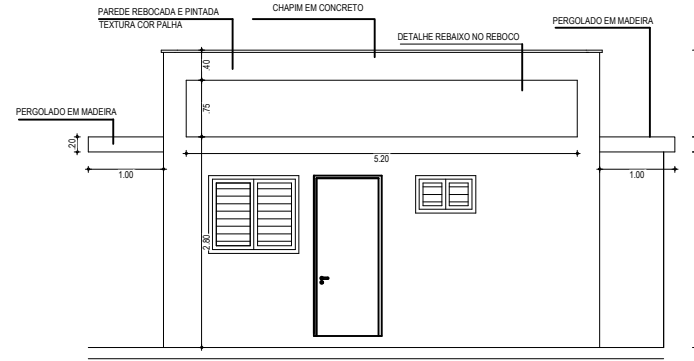 PAREDE REBOCADA E PINTADA
TEXTURA COR PALHA
CHAPIM EM CONCRETO
DETALHE REBAIXO NO REBOCO
PERGOLADO EM MADEIRA
PERGOLADO EM MADEIRA
.40
.75
.20
1.00
5.20
1.00
2.80